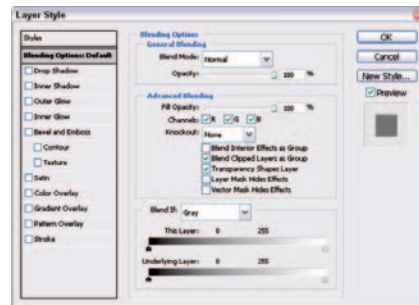 Layer Style
Styles
Blending Options: Default
Drop Shadow
Inner Shadow
Outer Glow
Inner Glow
Bevel and Emboss
Contour
Texture
Satin
Color Overlay
Gradient Overlay
Pattern Overlay
Stroke
Blending Options
General Blending
Blend Mode: Normal
Opacity: 100 %
Advanced Blending
Fill Opacity: 100 %
Channels: R G B
Knockout: None
Blend Interior Effects as Group
Blend Clipped Layers as Group
Transparency Shapes Layer
Layer Mask Hides Effects
Vector Mask Hides Effects
Blend If: Gray
This Layer: 0 255
Underlying Layer: 0 255
OK
Cancel
New Style...
Preview